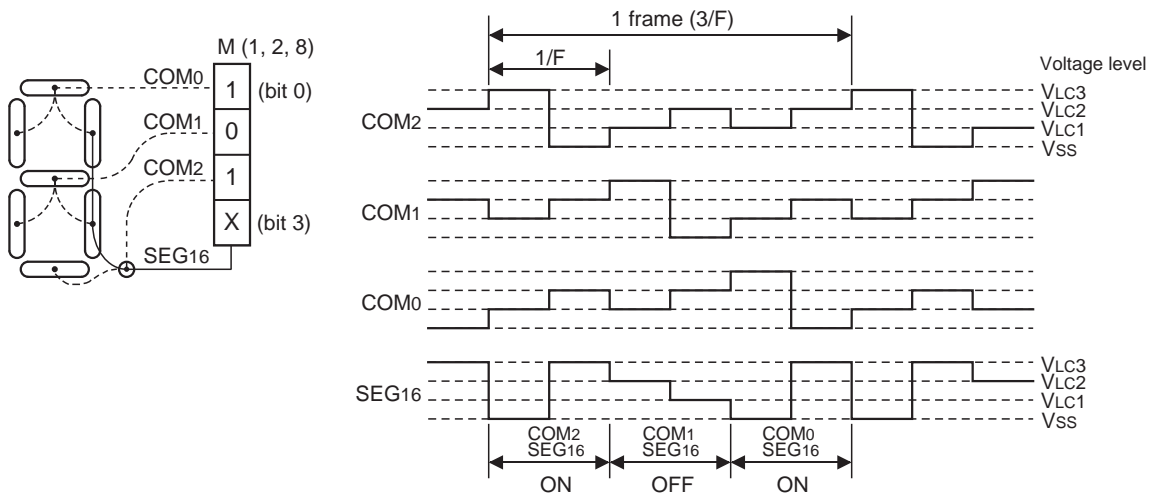 M (1, 2, 8)
COM0
1 (bit 0)
COM1
0
COM2
1
X (bit 3)
SEG16
1 frame (3/F)
1/F
Voltage level
COM2
VLC3
VLC2
VLC1
VSS
COM1
COM0
SEG16
VLC3
VLC2
VLC1
VSS
COM2 COM1 COM0
SEG16 SEG16 SEG16
ON OFF ON